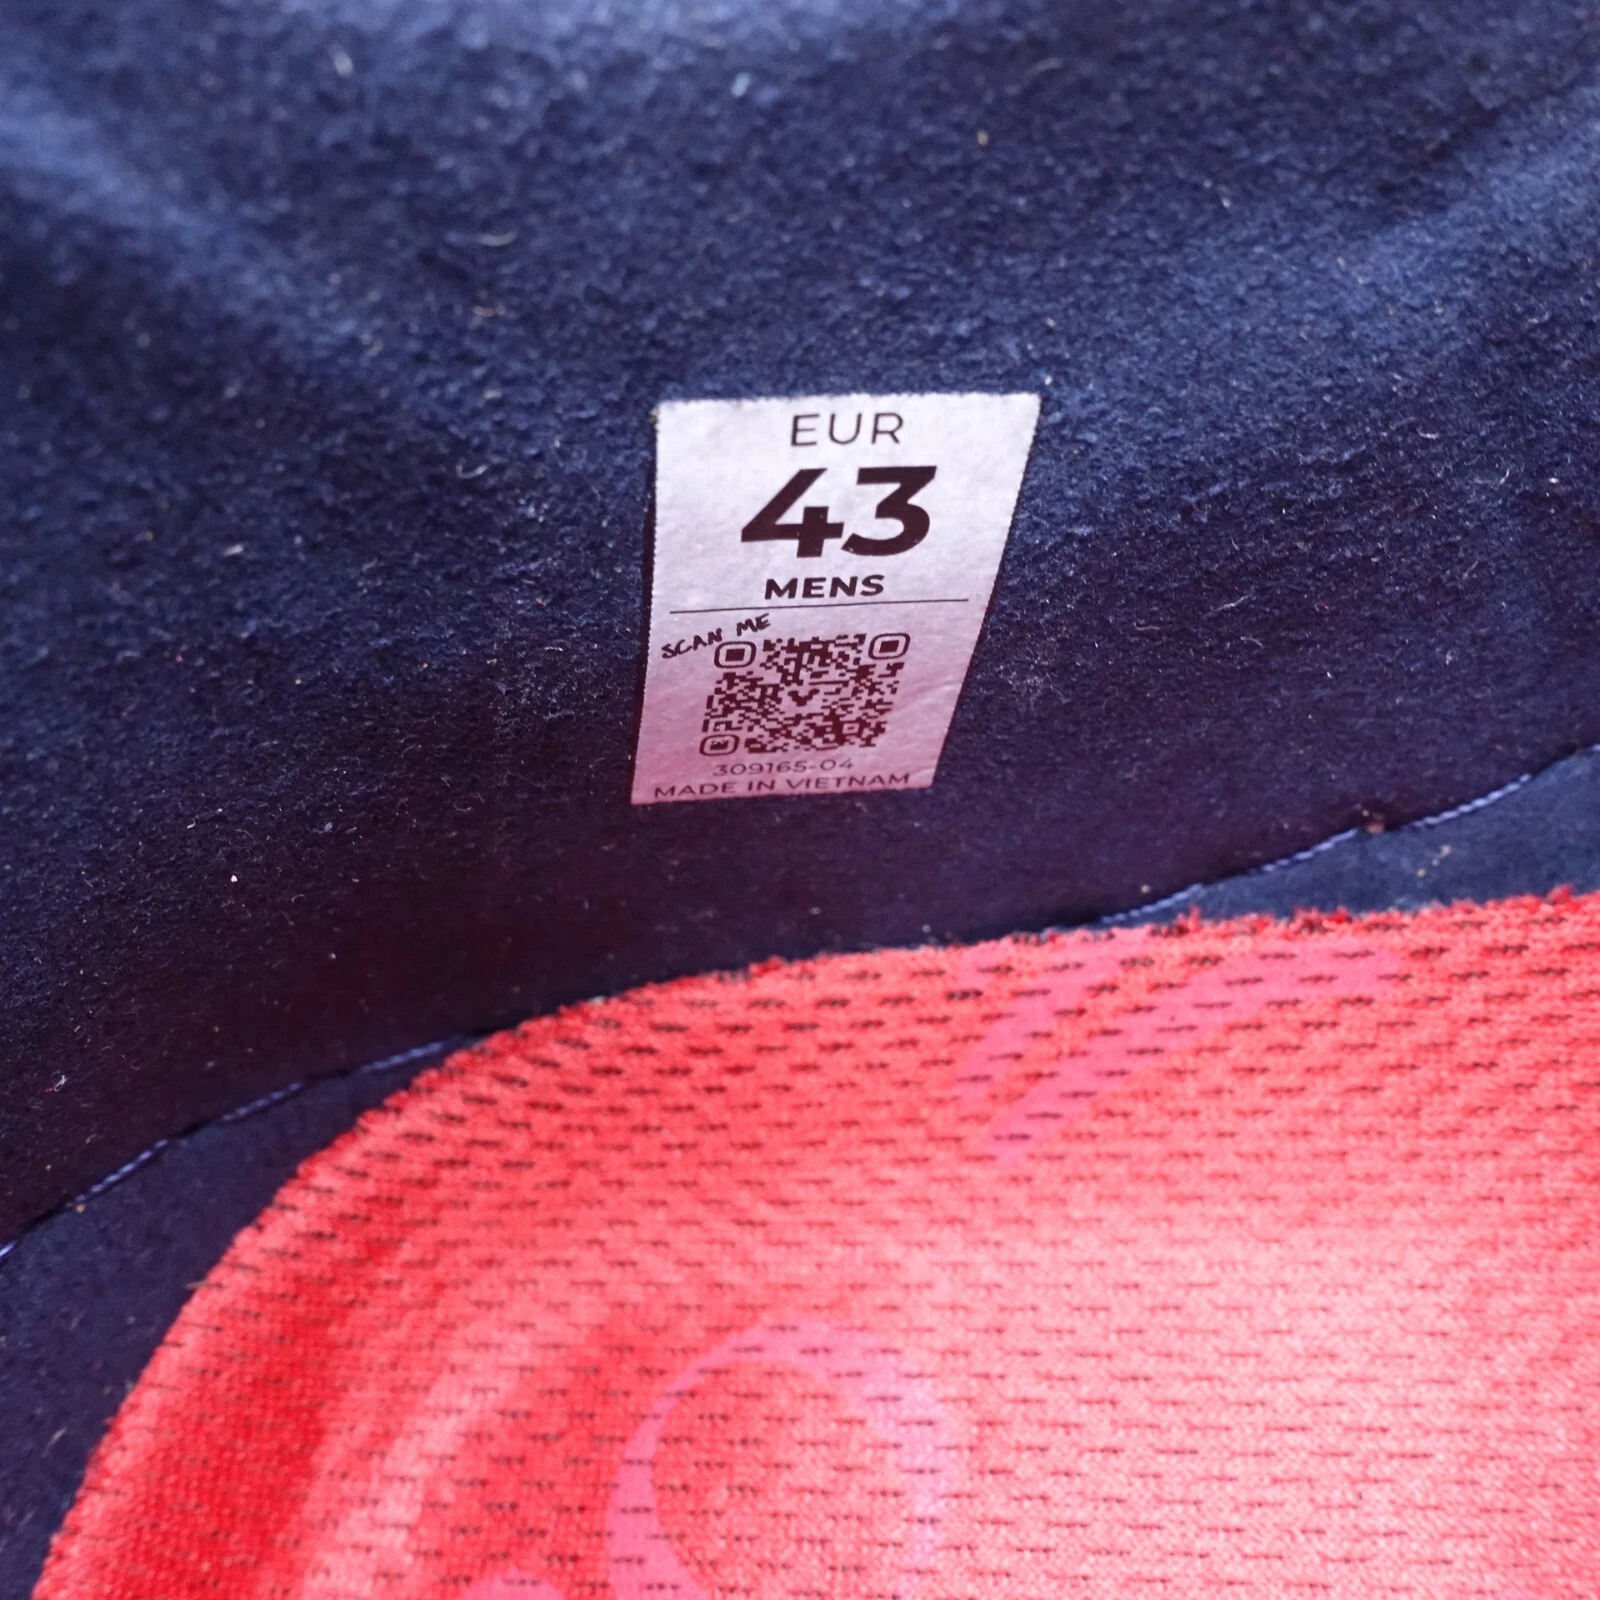 EUR
43
MENS
SCAN ME
309165-04
MADE IN VIETNAM